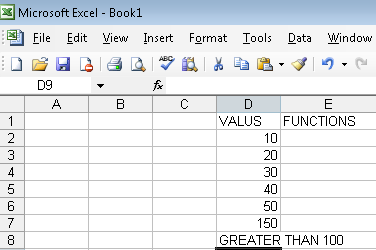 Microsoft Excel - Book1
File Edit View Insert Format Tools Data Window
ABC
D9 fx
A B C D E
1 VALUS FUNCTIONS
2 10
3 20
4 30
5 40
6 50
7 150
8 GREATER THAN 100